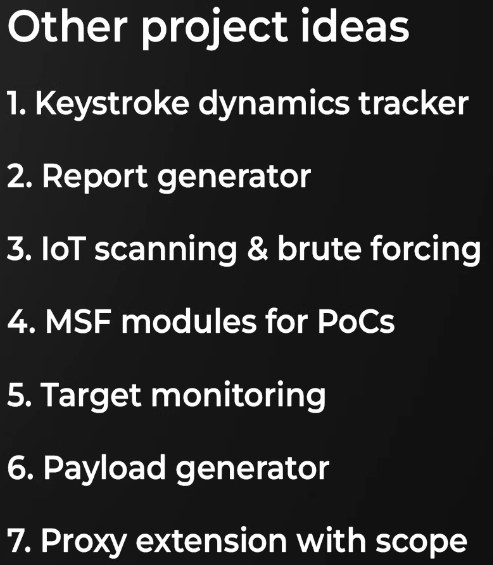 Other project ideas
1. Keystroke dynamics tracker
2. Report generator
3. IoT scanning & brute forcing
4. MSF modules for PoCs
5. Target monitoring
6. Payload generator
7. Proxy extension with scope